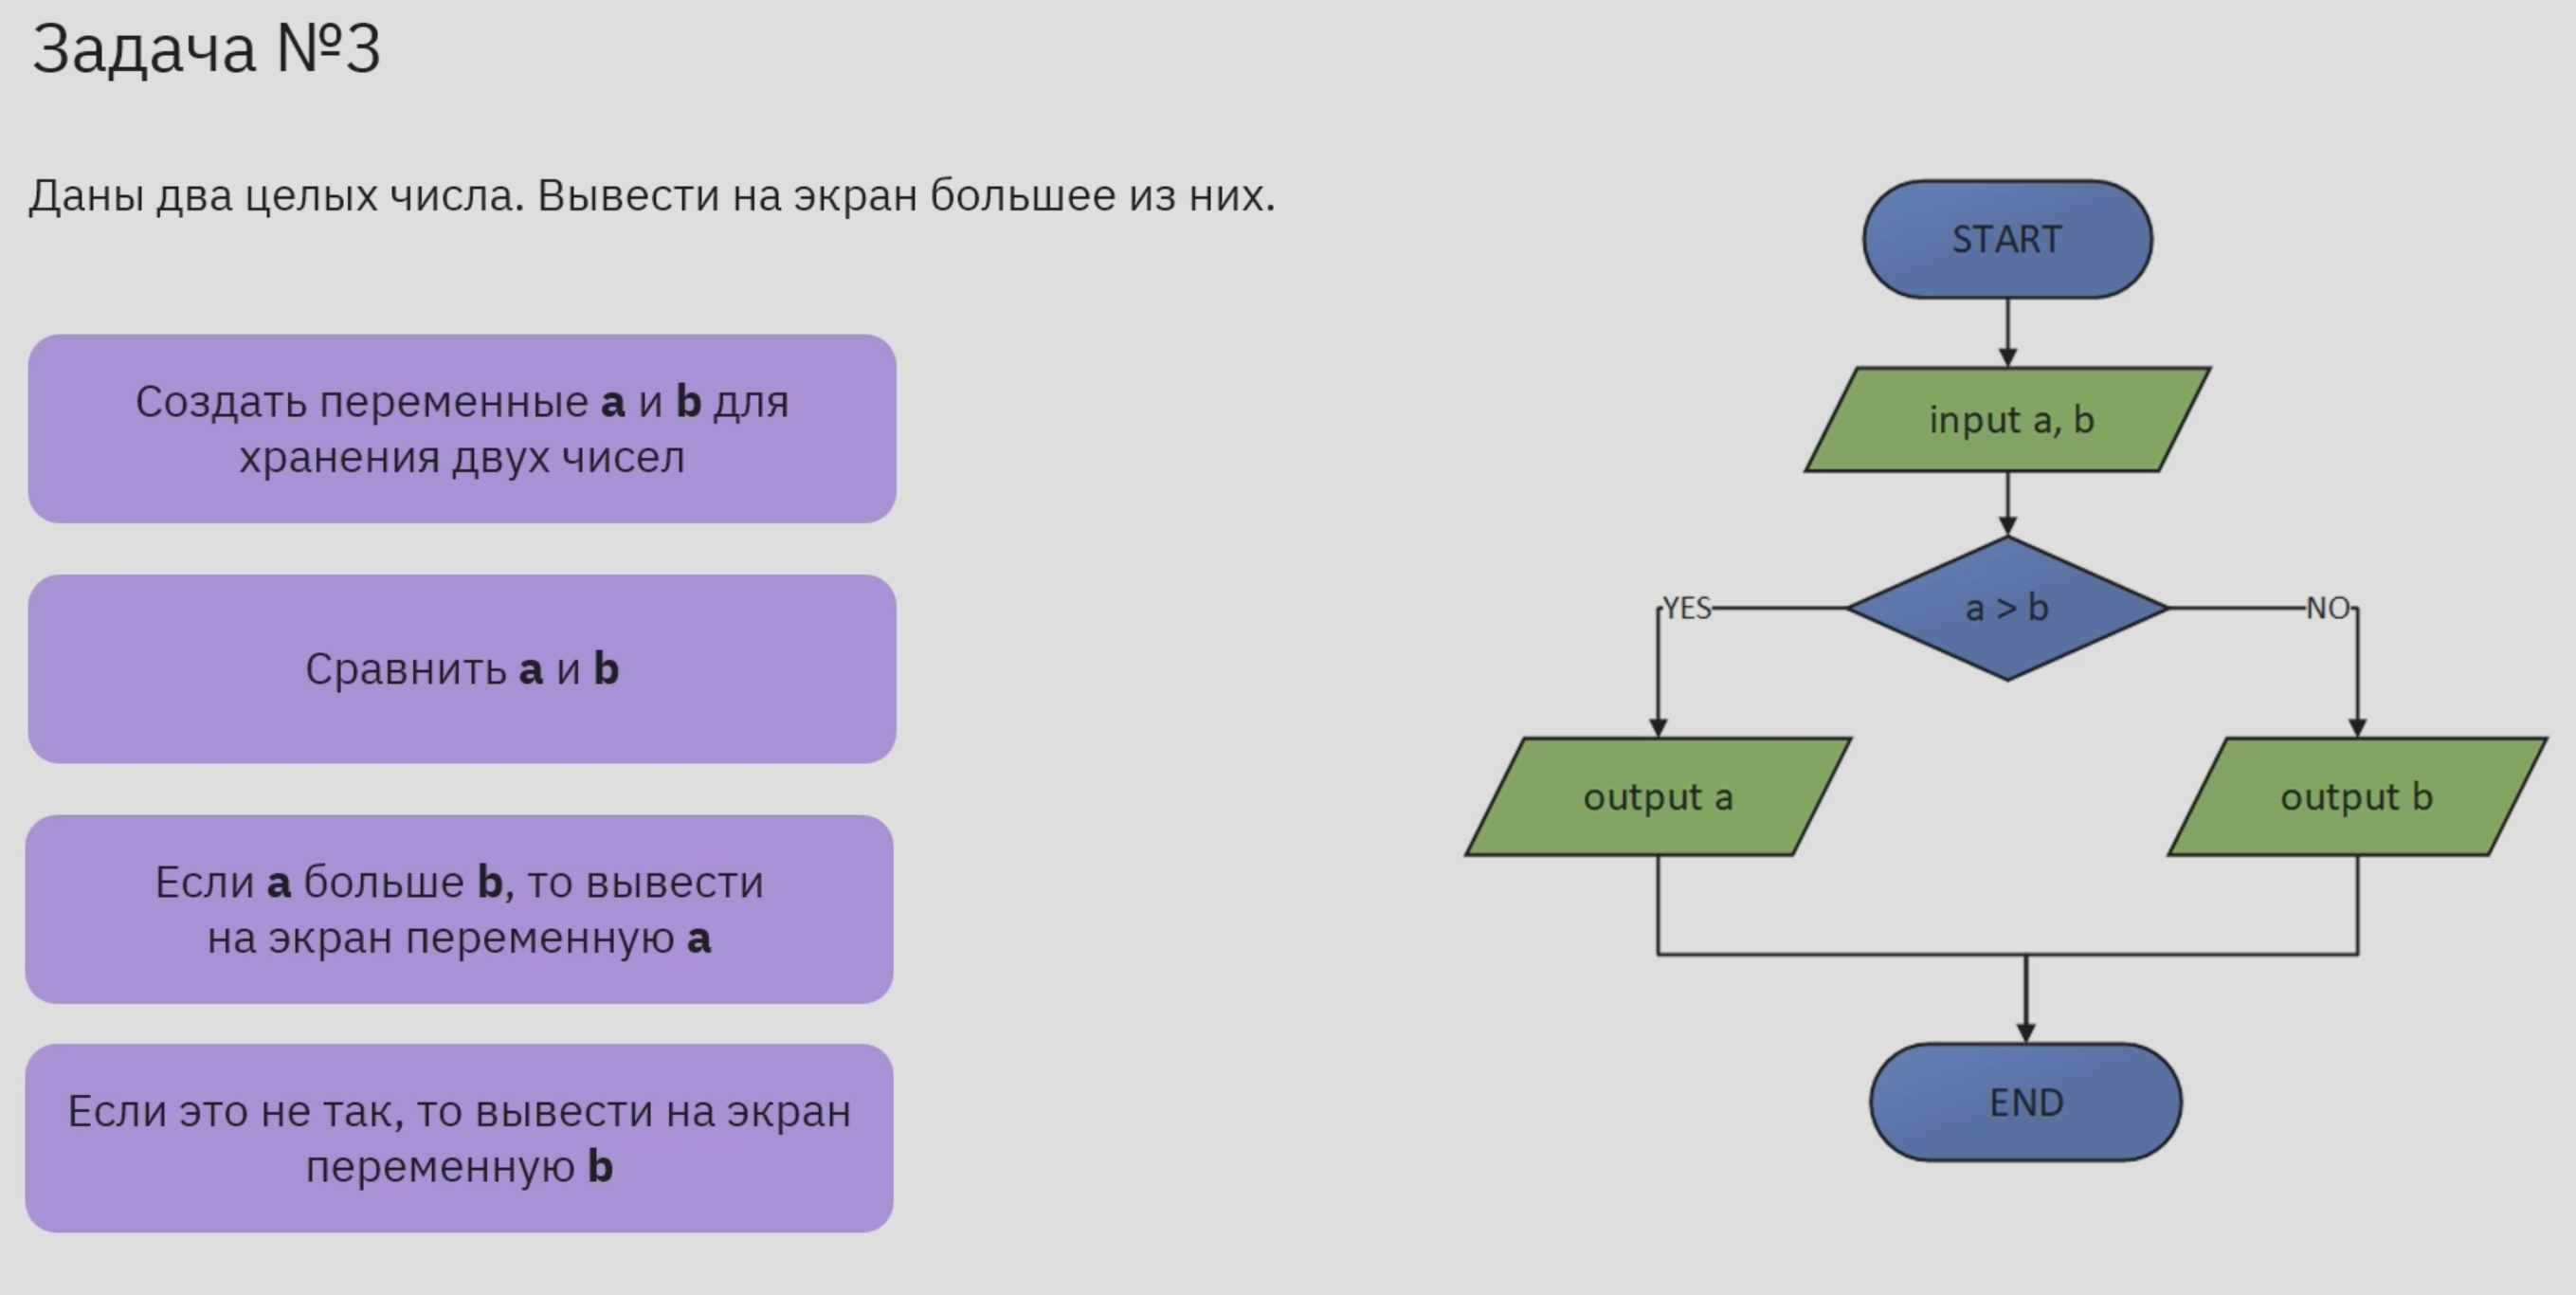 Задача №3
Даны два целых числа. Вывести на экран большее из них.
Создать переменные a и b для
хранения двух чисел
Сравнить a и b
Если a больше b, то вывести
на экран переменную a
Если это не так, то вывести на экран
переменную b
START
input a, b
a > b
YES
NO
output a
output b
END